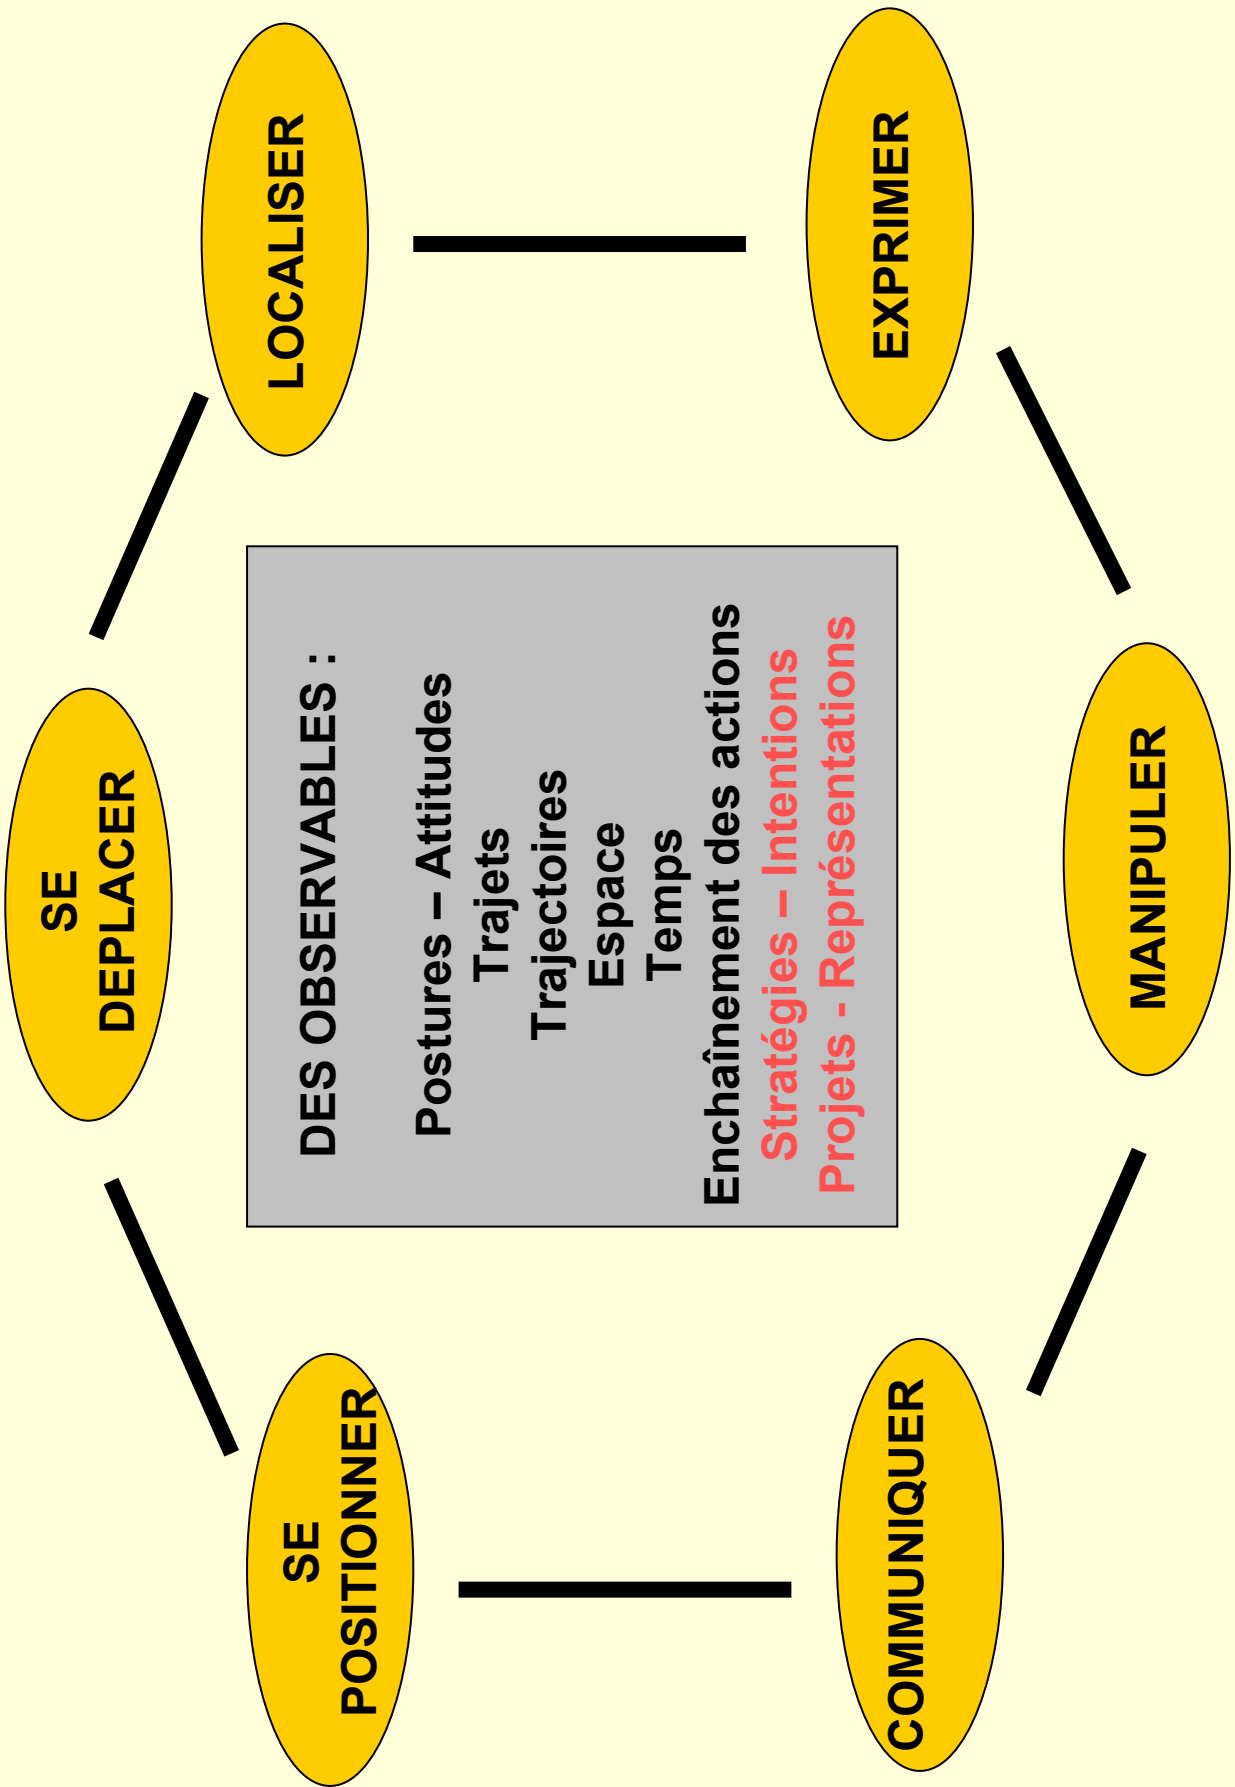 SE
DEPLACER
SE
POSITIONNER
LOCALISER
DES OBSERVABLES :
Postures – Attitudes
Trajets
Trajectoires
Espace
Temps
Enchaînement des actions
Stratégies – Intentions
Projets - Représentations
COMMUNIQUER
EXPRIMER
MANIPULER